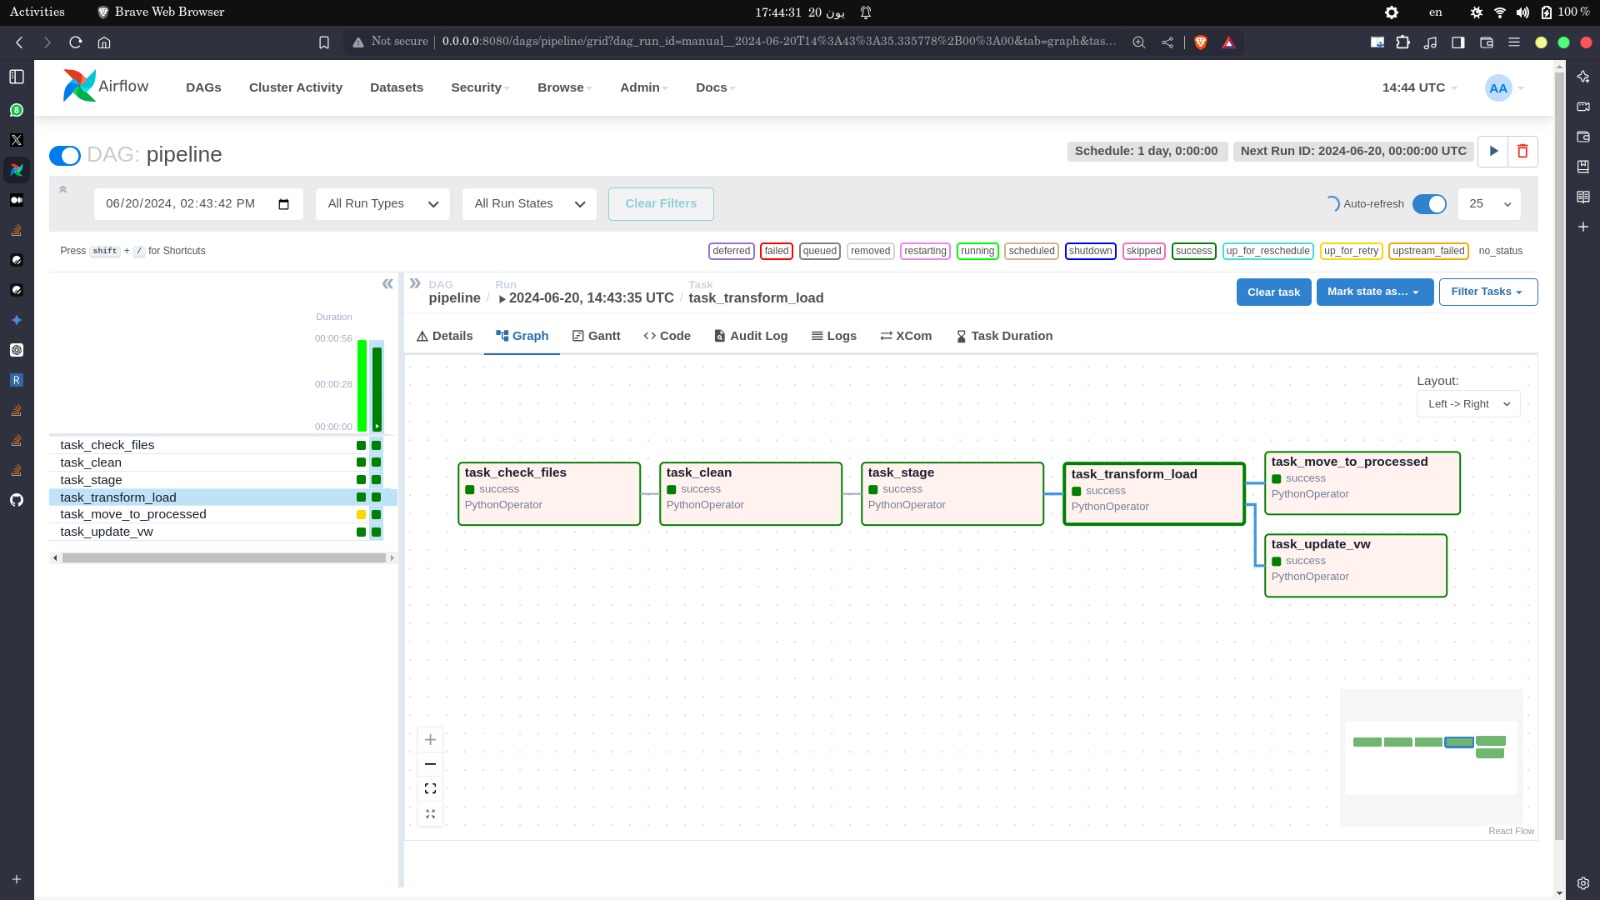 Activities Brave Web Browser 17:44:31 20 يون en 100 %
Not secure 0.0.0.0:8080/dags/pipeline/grid?dag_run_id=manual__2024-06-20T14%3A43%3A35.335778%2B00%3A00&tab=graph&tas...
Airflow DAGs Cluster Activity Datasets Security Browse Admin Docs 14:44 UTC AA
DAG: pipeline Schedule: 1 day, 0:00:00 Next Run ID: 2024-06-20, 00:00:00 UTC
06/20/2024, 02:43:42 PM All Run Types All Run States Clear Filters Auto-refresh 25
Press shift + / for Shortcuts deferred failed queued removed restarting running scheduled shutdown skipped success up_for_reschedule up_for_retry upstream_failed no_status
DAG Run Task
pipeline / 2024-06-20, 14:43:35 UTC / task_transform_load Clear task Mark state as... Filter Tasks
Details Graph Gantt Code Audit Log Logs XCom Task Duration
Duration
00:00:56
00:00:28
00:00:00
task_check_files
task_clean
task_stage
task_transform_load
task_move_to_processed
task_update_vw
Layout:
Left -> Right
task_check_files
success
PythonOperator
task_clean
success
PythonOperator
task_stage
success
PythonOperator
task_transform_load
success
PythonOperator
task_move_to_processed
success
PythonOperator
task_update_vw
success
PythonOperator
React Flow